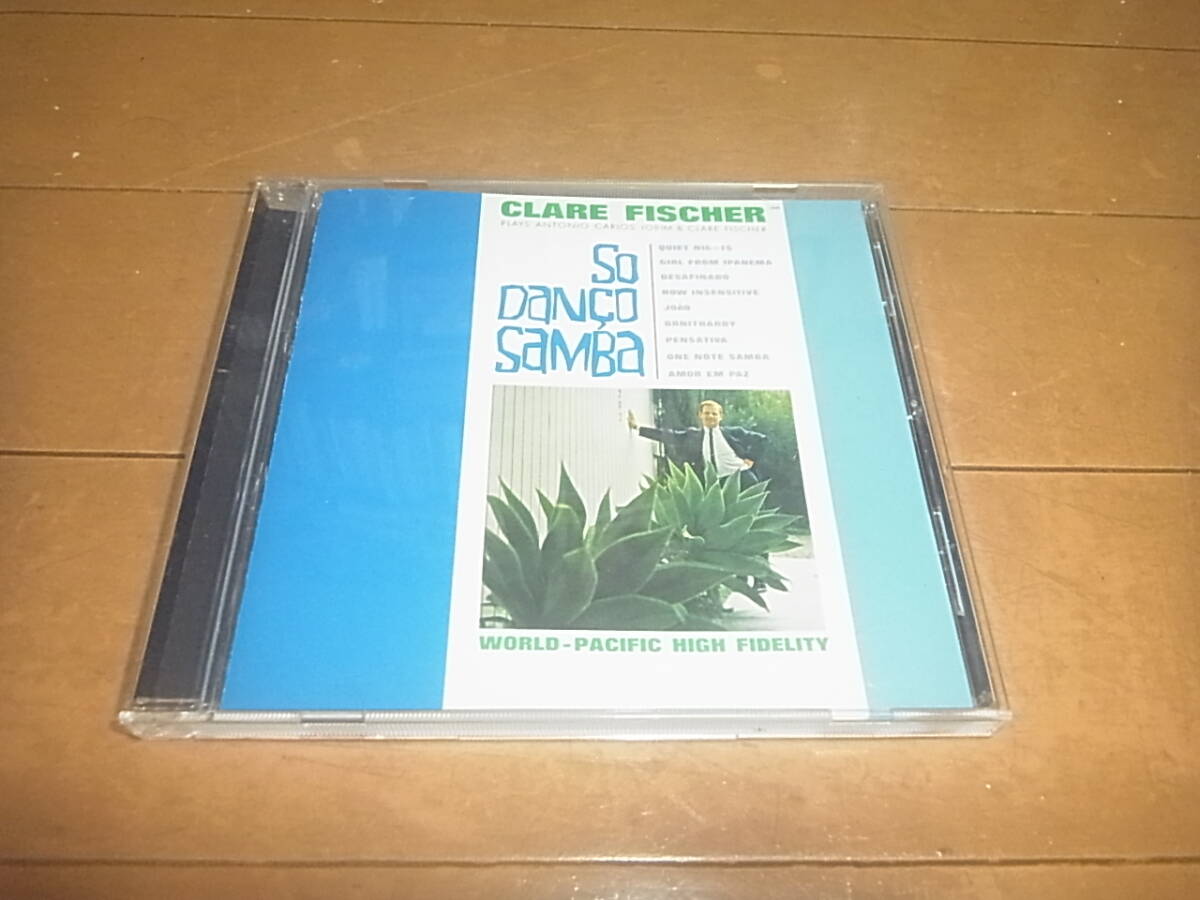 CLARE FISCHER
PLAYS ANTONIO CARLOS JOBIM & CLARE FISCHER
SO
DANÇO
SAMBA
QUIET
GIRL FROM IPANEMA
DESAFINADO
HOW INSENSITIVE
JOAO
ORNITHARDY
PENSATIVA
ONE NOTE SAMBA
AMOR EM PAZ
WORLD-PACIFIC HIGH FIDELITY